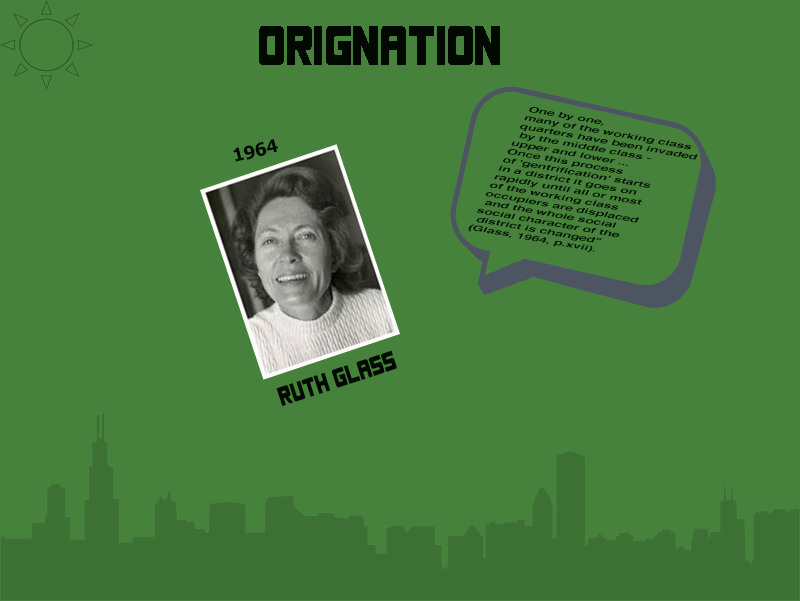 ORIGNATION
1964
RUTH GLASS
One by one,
many of the working class
quarters have been invaded
by the middle class -
upper and lower ...
Once this process
of 'gentrification' starts
in a district it goes on
rapidly until all or most
of the working class
occupiers are displaced
and the whole social
social character of the
district is changed"
(Glass, 1964, p.xvii).